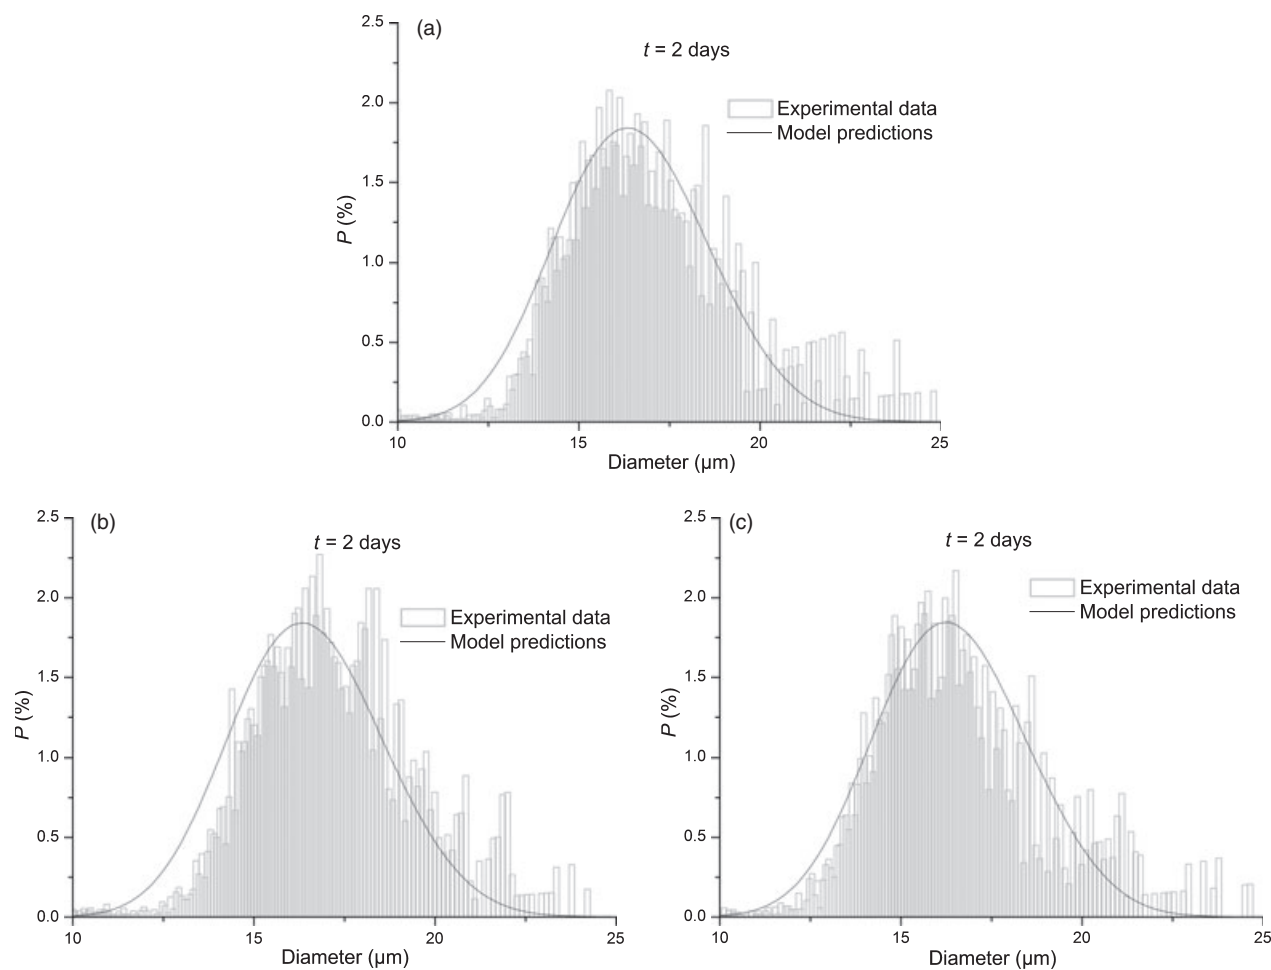 (a)
t = 2 days
Experimental data
Model predictions
P (%)
2.5
2.0
1.5
1.0
0.5
0.0
10 15 20 25
Diameter (µm)
(b)
t = 2 days
Experimental data
Model predictions
P (%)
2.5
2.0
1.5
1.0
0.5
0.0
10 15 20 25
Diameter (µm)
(c)
t = 2 days
Experimental data
Model predictions
P (%)
2.5
2.0
1.5
1.0
0.5
0.0
10 15 20 25
Diameter (µm)